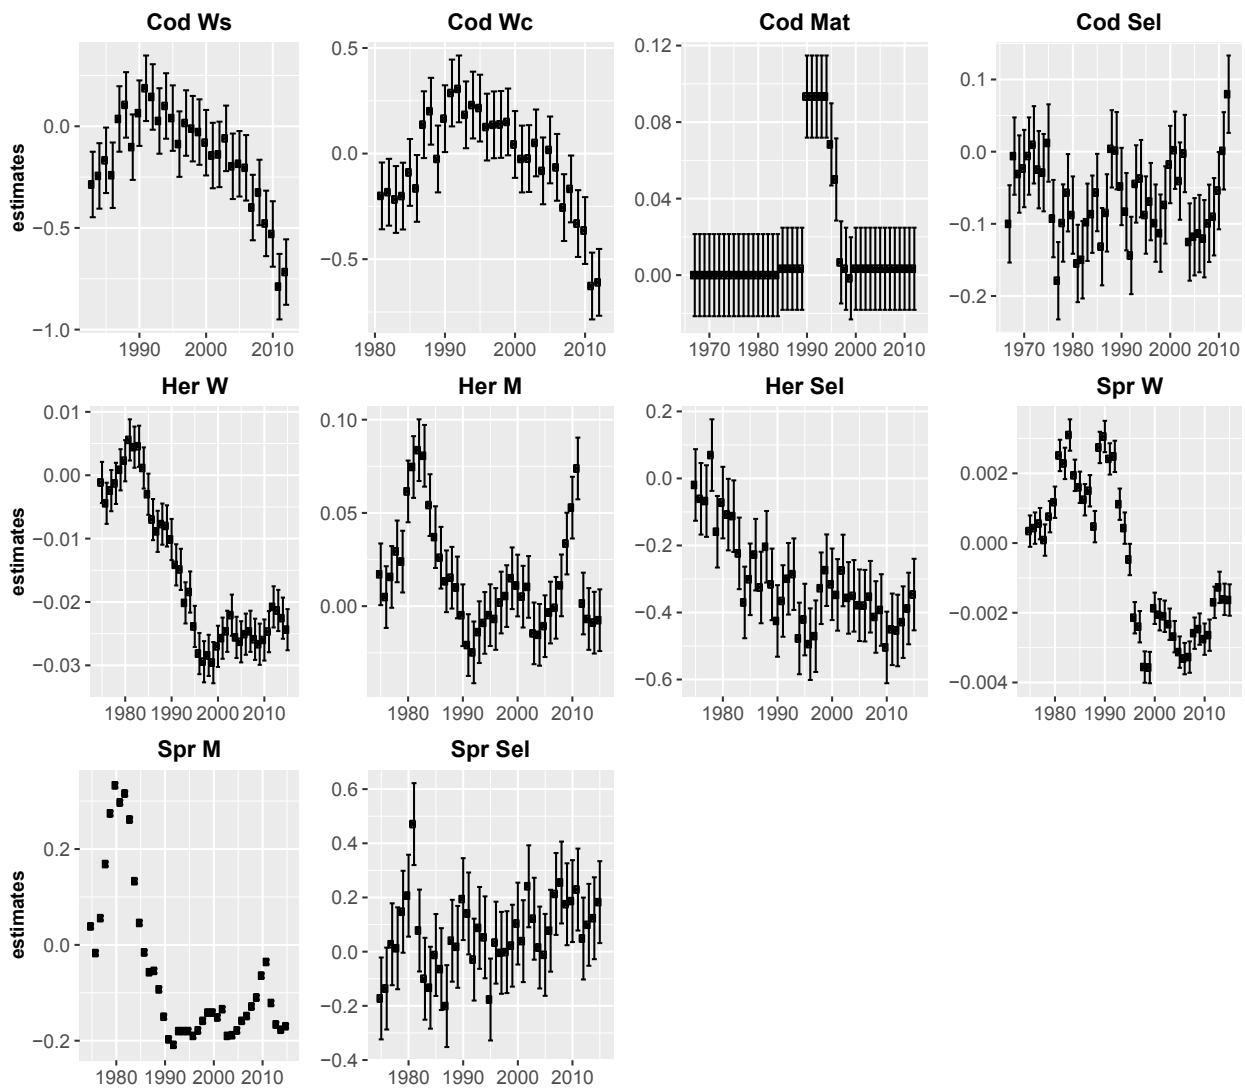 Cod Ws Cod Wc Cod Mat Cod Sel
estimates
0.0
−0.5
−1.0
1990 2000 2010
0.5
0.0
−0.5
1980 1990 2000 2010
0.12
0.08
0.04
0.00
1970 1980 1990 2000 2010
0.1
0.0
−0.1
−0.2
1970 1980 1990 2000 2010
Her W Her M Her Sel Spr W
estimates
0.01
0.00
−0.01
−0.02
−0.03
1980 1990 2000 2010
0.10
0.05
0.00
1980 1990 2000 2010
0.2
0.0
−0.2
−0.4
−0.6
1980 1990 2000 2010
0.002
0.000
−0.002
−0.004
1980 1990 2000 2010
Spr M Spr Sel
estimates
0.2
0.0
−0.2
1980 1990 2000 2010
0.6
0.4
0.2
0.0
−0.2
−0.4
1980 1990 2000 2010